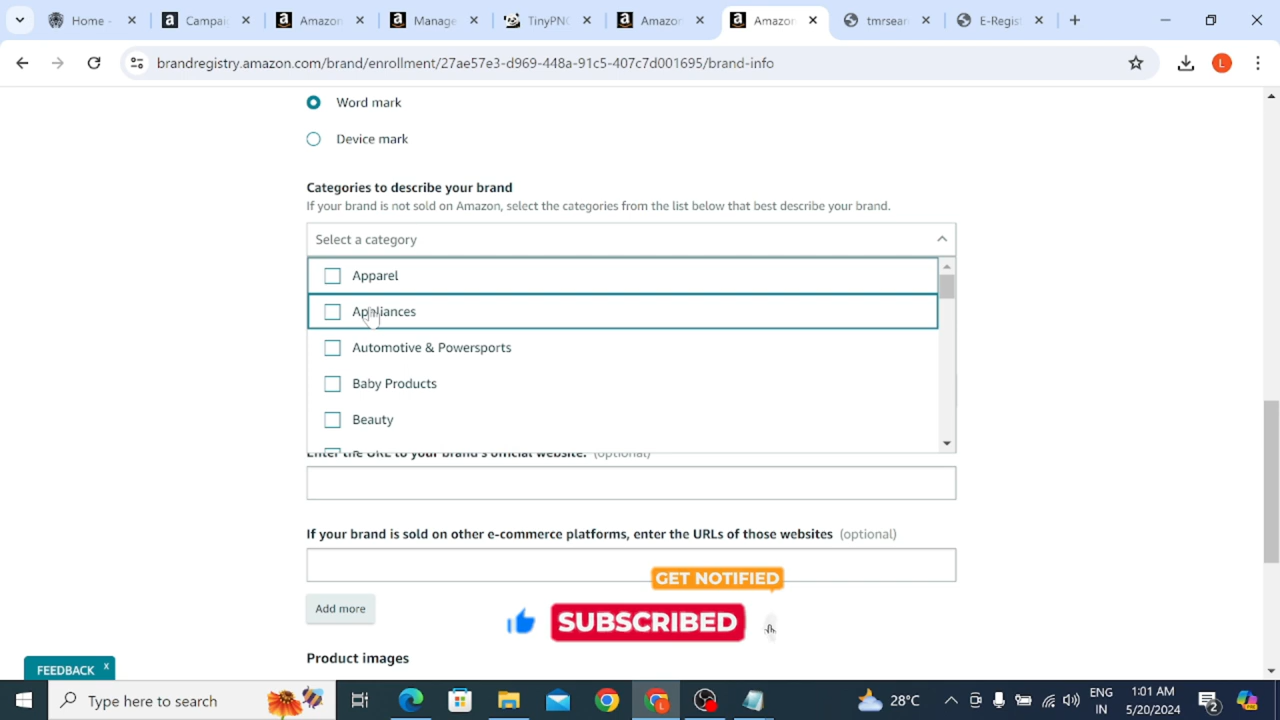 Home -
Campai
Amazon
Manage
TinyPNG
Amazon
Amazon
tmrsear
E-Regist
brandregistry.amazon.com/brand/enrollment/27ae57e3-d969-448a-91c5-407c7d001695/brand-info
L
Word mark
Device mark
Categories to describe your brand
If your brand is not sold on Amazon, select the categories from the list below that best describe your brand.
Select a category
Apparel
Appliances
Automotive & Powersports
Baby Products
Beauty
Enter the URL to your brand's official website. (optional)
If your brand is sold on other e-commerce platforms, enter the URLs of those websites (optional)
GET NOTIFIED
Add more
SUBSCRIBED
Product images
FEEDBACK x
Type here to search
L
28°C
ENG
IN
1:01 AM
5/20/2024
2